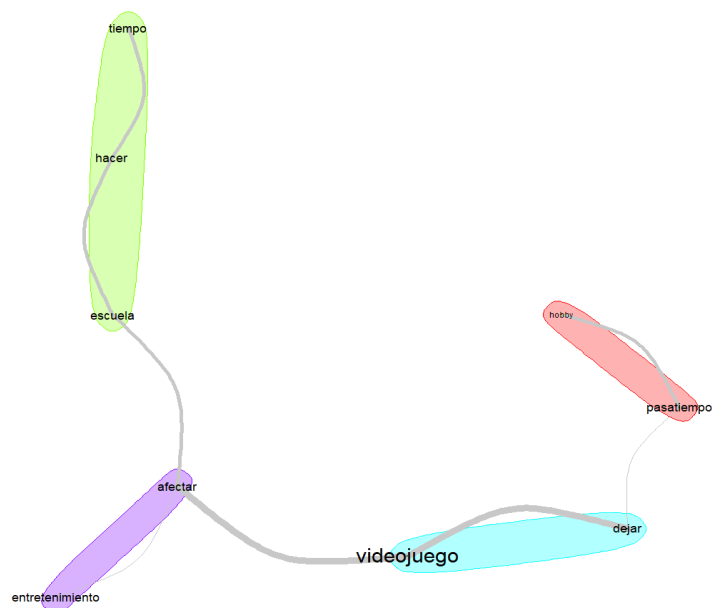 tiempo
hacer
escuela
hobby
pasatiempo
afectar
dejar
videojuego
entretenimiento